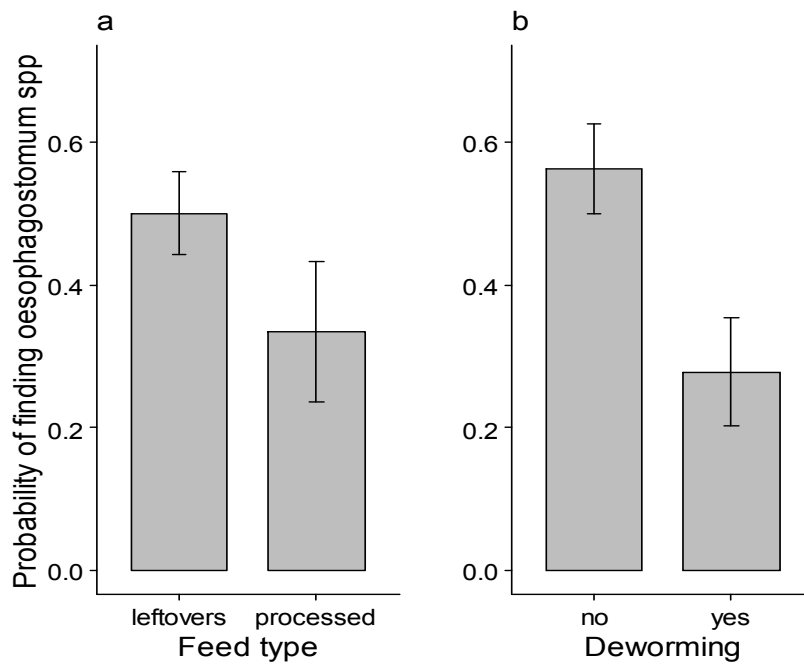 a
b
Probability of finding oesophagostomum spp
0.6
0.4
0.2
0.0
leftovers processed
Feed type
0.6
0.4
0.2
0.0
no yes
Deworming